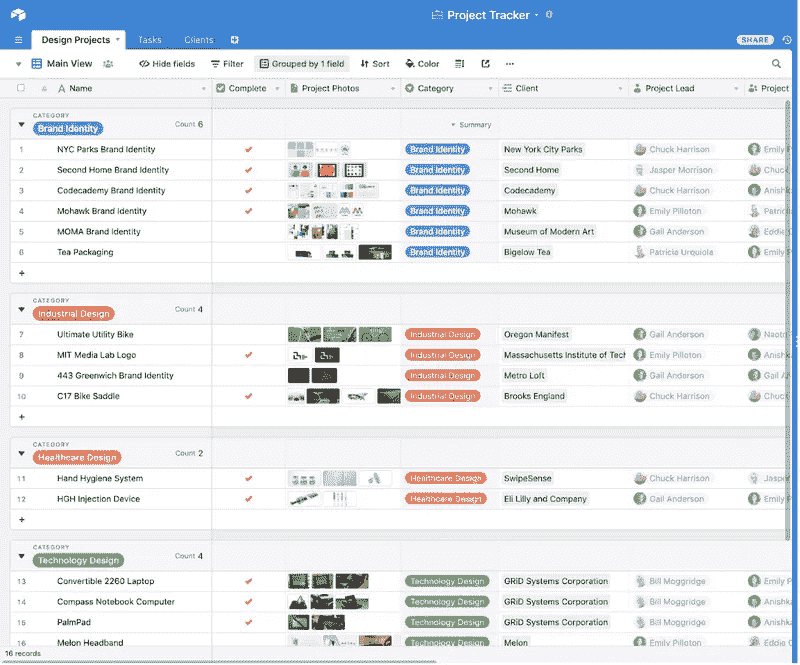 Project Tracker
Design Projects Tasks Clients SHARE
Main View Hide fields Filter Grouped by 1 field Sort Color ...
A Name Complete Project Photos Category Client Project Lead Project
CATEGORY
Brand Identity Count 6 Summary
1 NYC Parks Brand Identity Brand Identity New York City Parks Chuck Harrison Emily P
2 Second Home Brand Identity Brand Identity Second Home Jasper Morrison Chuck
3 Codecademy Brand Identity Brand Identity Codecademy Chuck Harrison Anishk
4 Mohawk Brand Identity Brand Identity Mohawk Emily Pilloton Patric
5 MOMA Brand Identity Brand Identity Museum of Modern Art Gail Anderson Eddie
6 Tea Packaging Brand Identity Bigelow Tea Patricia Urquiola Emily P
+
CATEGORY
Industrial Design Count 4
7 Ultimate Utility Bike Industrial Design Oregon Manifest Gail Anderson Naoto
8 MIT Media Lab Logo Industrial Design Massachusetts Institute of Tech Emily Pilloton Anishk
9 443 Greenwich Brand Identity Industrial Design Metro Loft Gail Anderson Gail A
10 C17 Bike Saddle Industrial Design Brooks England Chuck Harrison Chuck
+
CATEGORY
Healthcare Design Count 2
11 Hand Hygiene System Healthcare Design SwipeSense Chuck Harrison Jasper
12 HGH Injection Device Healthcare Design Eli Lilly and Company Gail Anderson Emily P
+
CATEGORY
Technology Design Count 4
13 Convertible 2260 Laptop Technology Design GRiD Systems Corporation Bill Moggridge Emily P
14 Compass Notebook Computer Technology Design GRiD Systems Corporation Bill Moggridge Anishk
15 PalmPad Technology Design GRiD Systems Corporation Bill Moggridge Anishk
16 Melon Headband Technology Design Melon Emily Pilloton Eddie
16 records